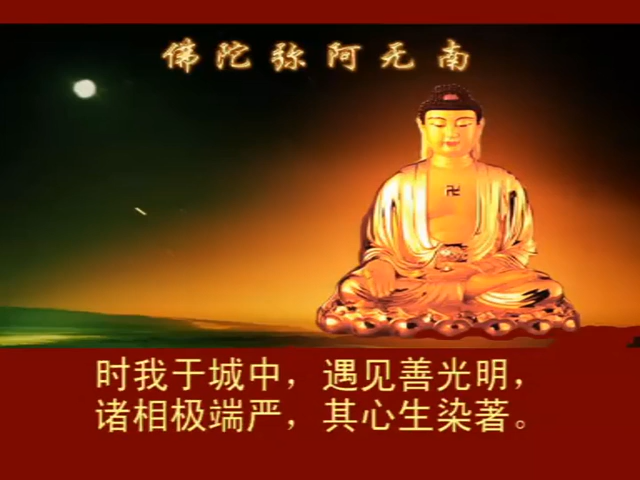 南无阿弥陀佛
时我于城中，遇见善光明，
诸相极端严，其心生染著。